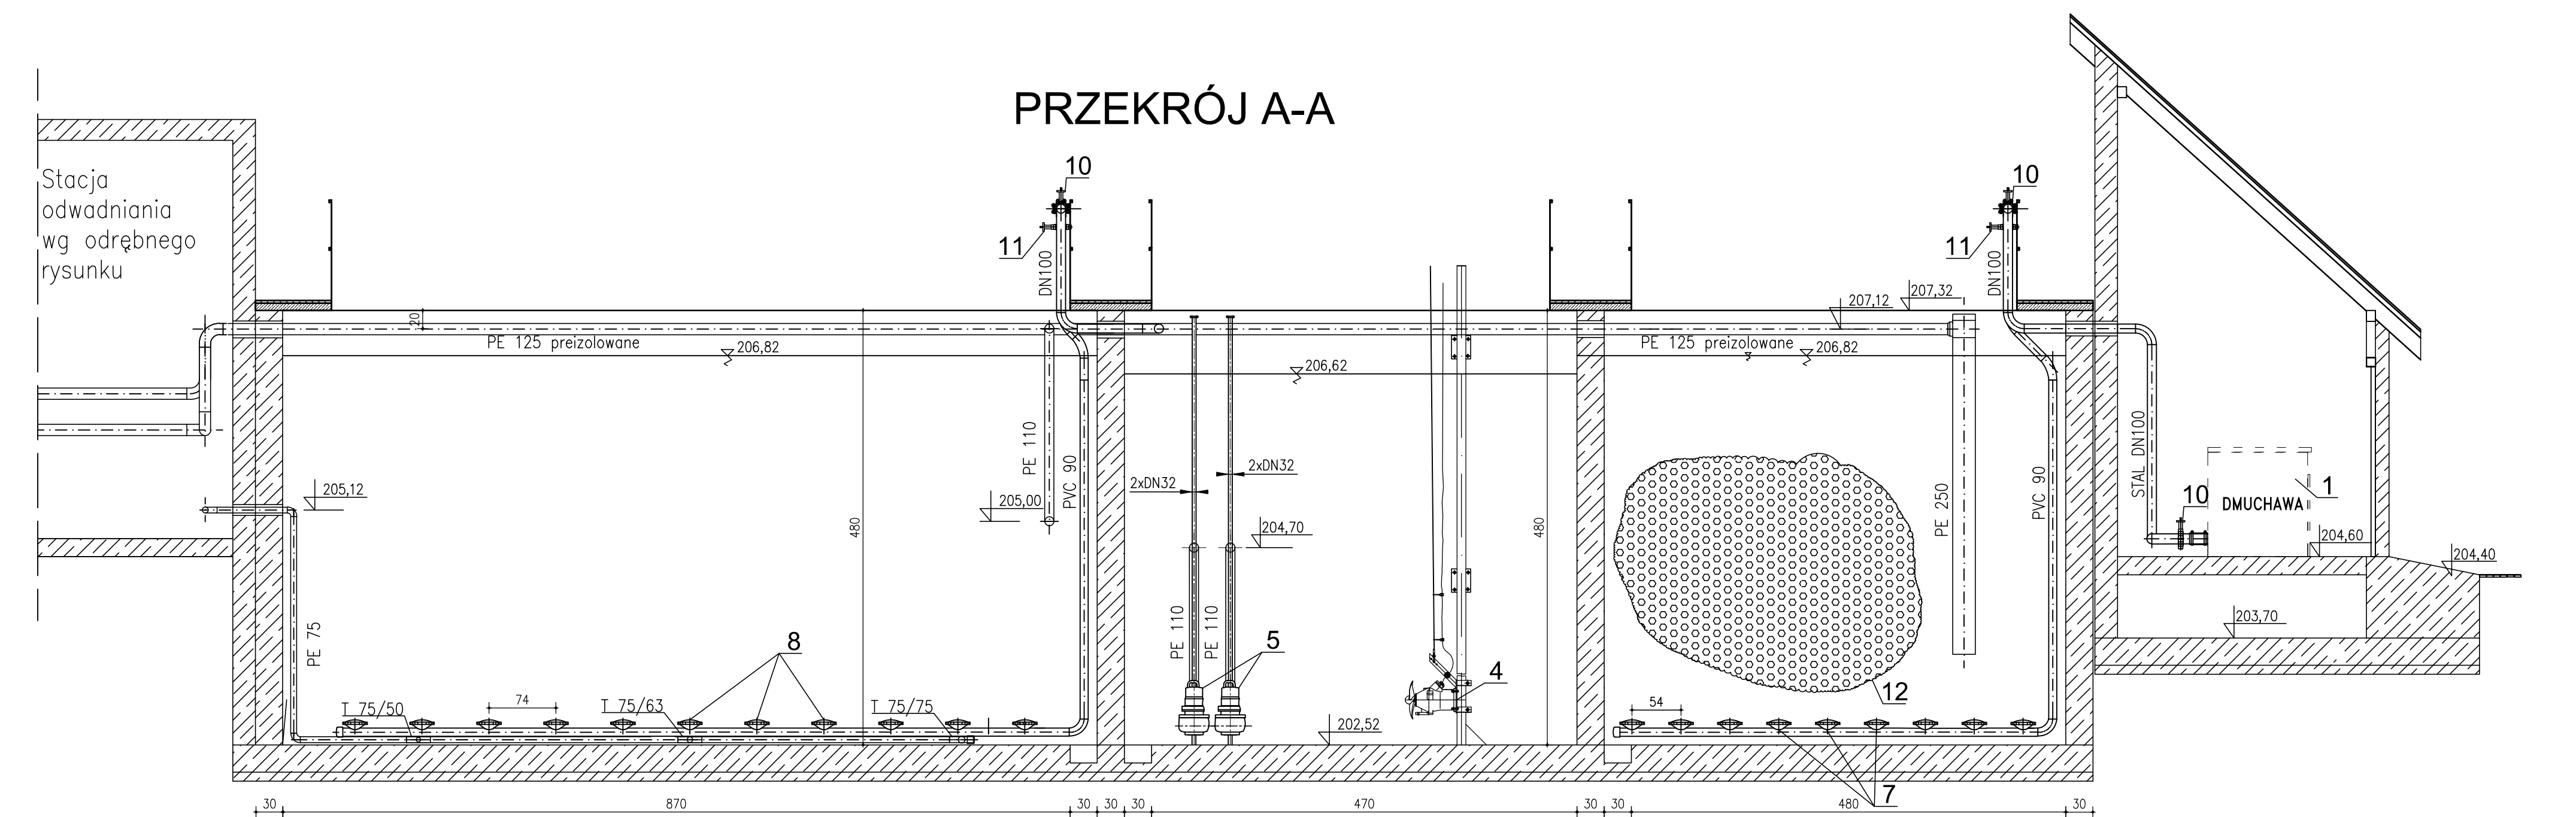 PRZEKRÓJ A-A
Stacja
odwadniania
wg odrębnego
rysunku
10
11
DN100
10
11
DN100
20
PE 125 preizolowane
206,82
206,62
207,12
207,32
PE 125 preizolowane
206,82
205,12
PE 75
480
PE 110
PVC 90
205,00
2xDN32
2xDN32
204,70
PE 110
PE 110
480
PE 250
PVC 90
STAL DN100
10
DMUCHAWA
1
204,60
204,40
203,70
8
T 75/50
74
T 75/63
T 75/75
5
4
202,52
12
54
7
30
870
30
30
30
470
30
30
480
30